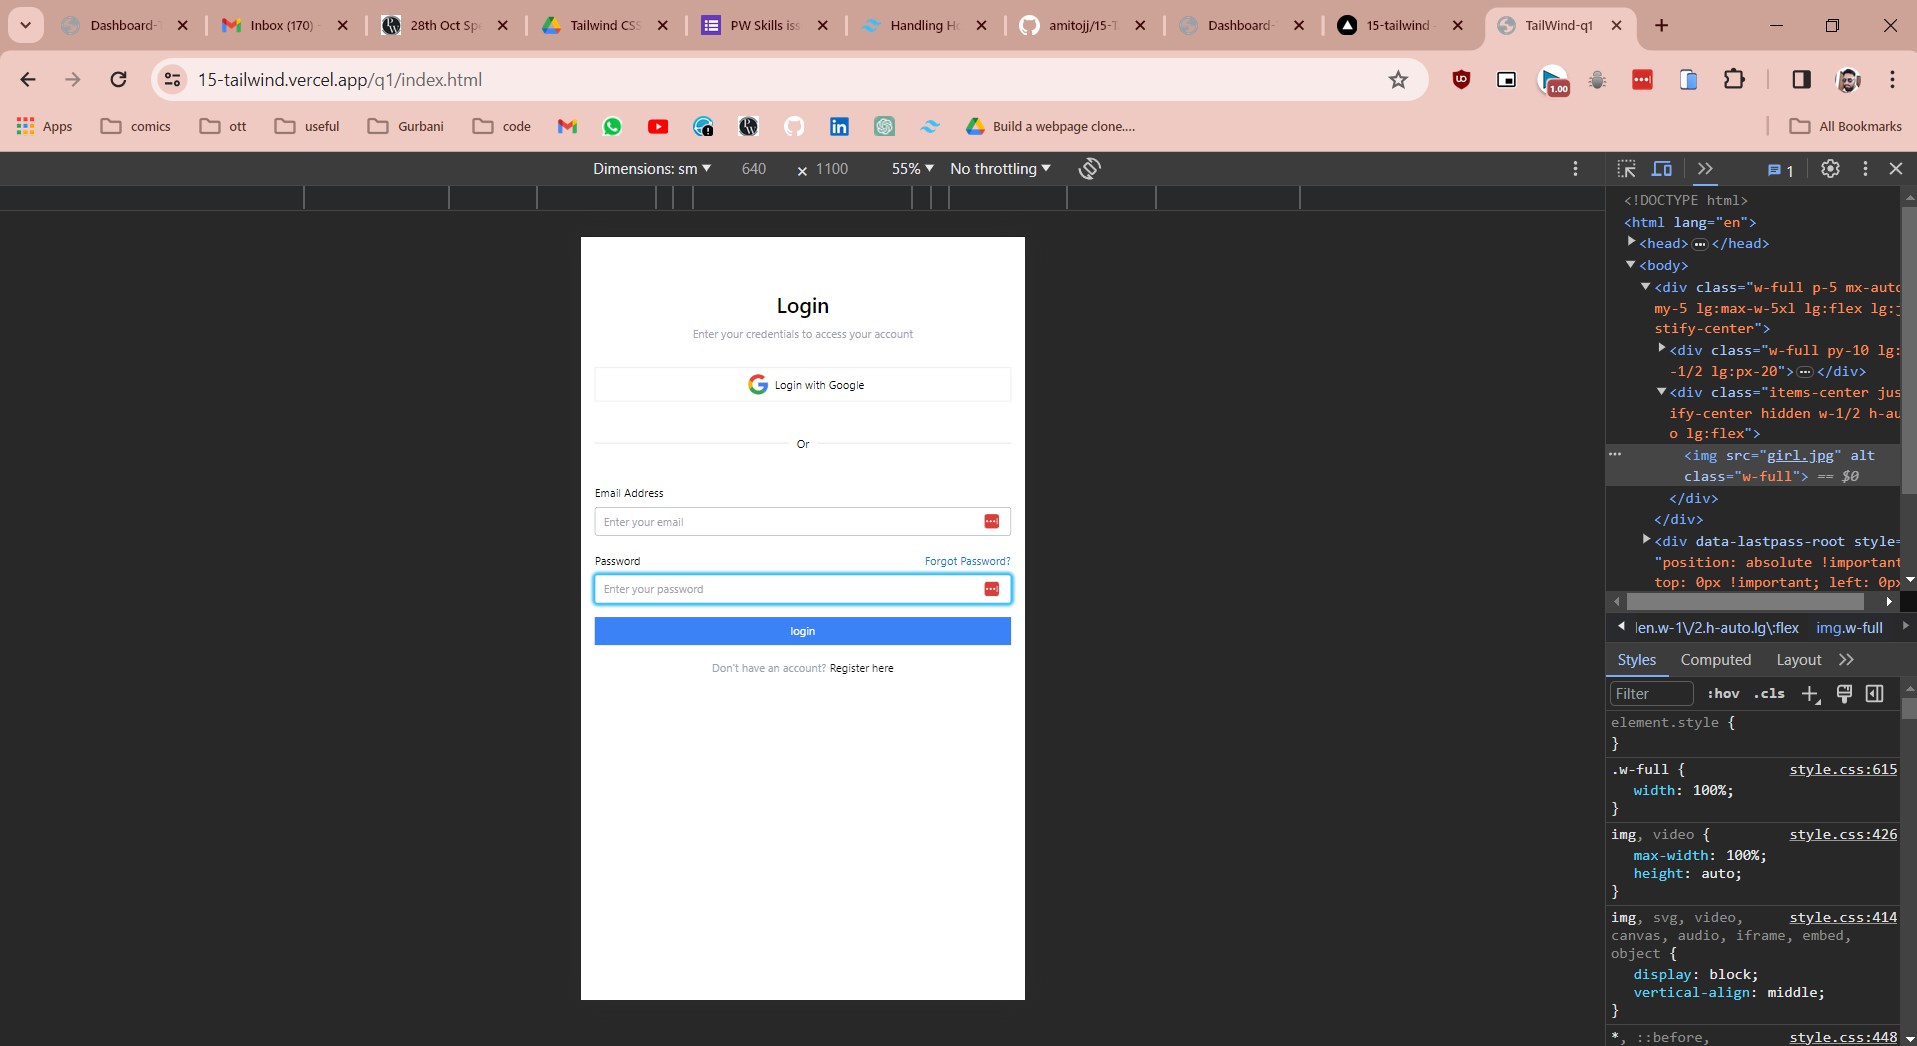 Dashboard-T
Inbox (170) -
28th Oct Spe
Tailwind CSS
PW Skills iss
Handling Ho
amitojj/15-T
Dashboard-
15-tailwind -
TailWind-q1
15-tailwind.vercel.app/q1/index.html
1.00
Apps
comics
ott
useful
Gurbani
code
Build a webpage clone....
All Bookmarks
Dimensions: sm
640
× 1100
55%
No throttling
1
Login
Enter your credentials to access your account
Login with Google
Or
Email Address
Enter your email
Password
Forgot Password?
Enter your password
login
Don't have an account? Register here
<!DOCTYPE html>
<html lang="en">
<head> ••• </head>
<body>
<div class="w-full p-5 mx-auto
my-5 lg:max-w-5xl lg:flex lg:j
stify-center">
<div class="w-full py-10 lg:
-1/2 lg:px-20"> ••• </div>
<div class="items-center jus
ify-center hidden w-1/2 h-au
o lg:flex">
<img src="girl.jpg" alt
class="w-full"> == $0
</div>
</div>
<div data-lastpass-root style=
"position: absolute !important
top: 0px !important; left: 0px
den.w-1\/2.h-auto.lg\:flex
img.w-full
Styles
Computed
Layout
Filter
:hov
.cls
element.style {
}
.w-full {
style.css:615
width: 100%;
}
img, video {
style.css:426
max-width: 100%;
height: auto;
}
img, svg, video,
style.css:414
canvas, audio, iframe, embed,
object {
display: block;
vertical-align: middle;
}
*, ::before,
style.css:448